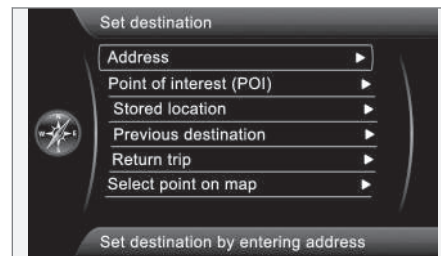 Set destination
Address
Point of interest (POI)
Stored location
Previous destination
Return trip
Select point on map
Set destination by entering address